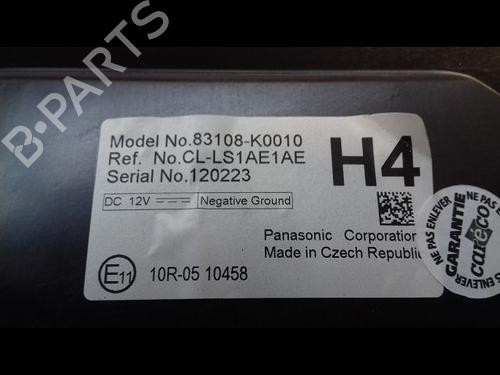 B-PARTS
Model No.83108-K0010
Ref. No.CL-LS1AE1AE
Serial No.120223
H4
DC 12V
Negative Ground
Panasonic Corporation
Made in Czech Republic
E11 10R-05 10458
NE PAS ENLEVER
GARANTIE
careco
NE PAS ENLEVER